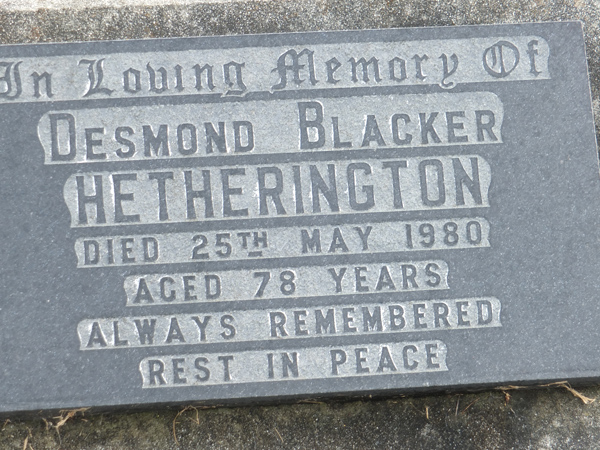 In Loving Memory Of
DESMOND BLACKER
HETHERINGTON
DIED 25TH MAY 1980
AGED 78 YEARS
ALWAYS REMEMBERED
REST IN PEACE